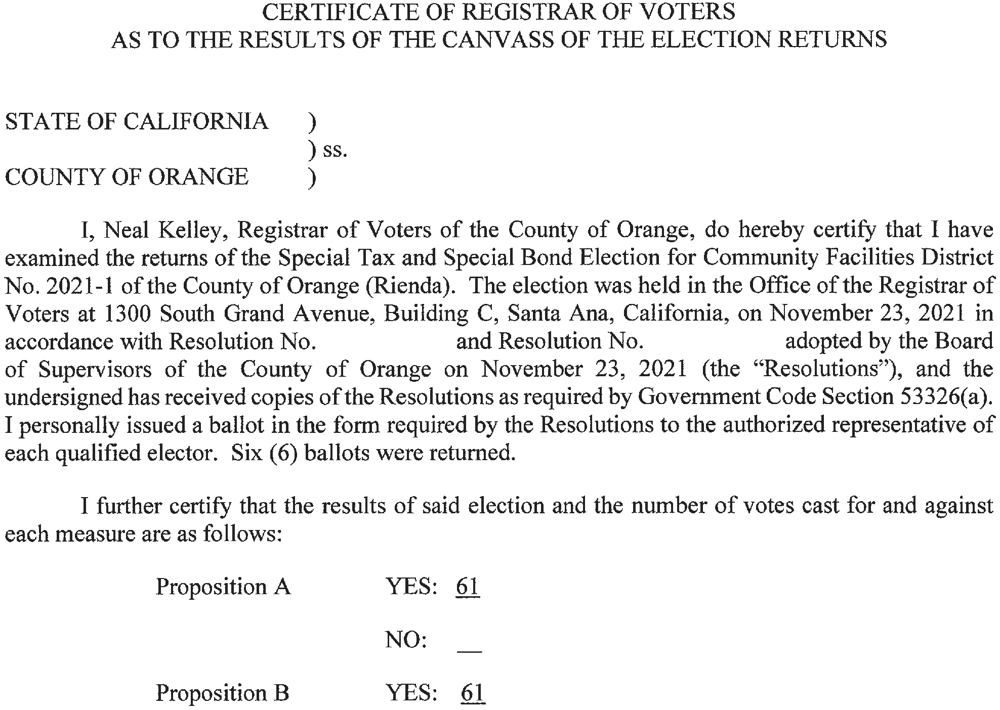 CERTIFICATE OF REGISTRAR OF VOTERS
AS TO THE RESULTS OF THE CANVASS OF THE ELECTION RETURNS
STATE OF CALIFORNIA )
) ss.
COUNTY OF ORANGE )
I, Neal Kelley, Registrar of Voters of the County of Orange, do hereby certify that I have
examined the returns of the Special Tax and Special Bond Election for Community Facilities District
No. 2021-1 of the County of Orange (Rienda). The election was held in the Office of the Registrar of
Voters at 1300 South Grand Avenue, Building C, Santa Ana, California, on November 23, 2021 in
accordance with Resolution No. and Resolution No. adopted by the Board
of Supervisors of the County of Orange on November 23, 2021 (the “Resolutions”), and the
undersigned has received copies of the Resolutions as required by Government Code Section 53326(a).
I personally issued a ballot in the form required by the Resolutions to the authorized representative of
each qualified elector. Six (6) ballots were returned.
I further certify that the results of said election and the number of votes cast for and against
each measure are as follows:
Proposition A YES: 61
NO: __
Proposition B YES: 61